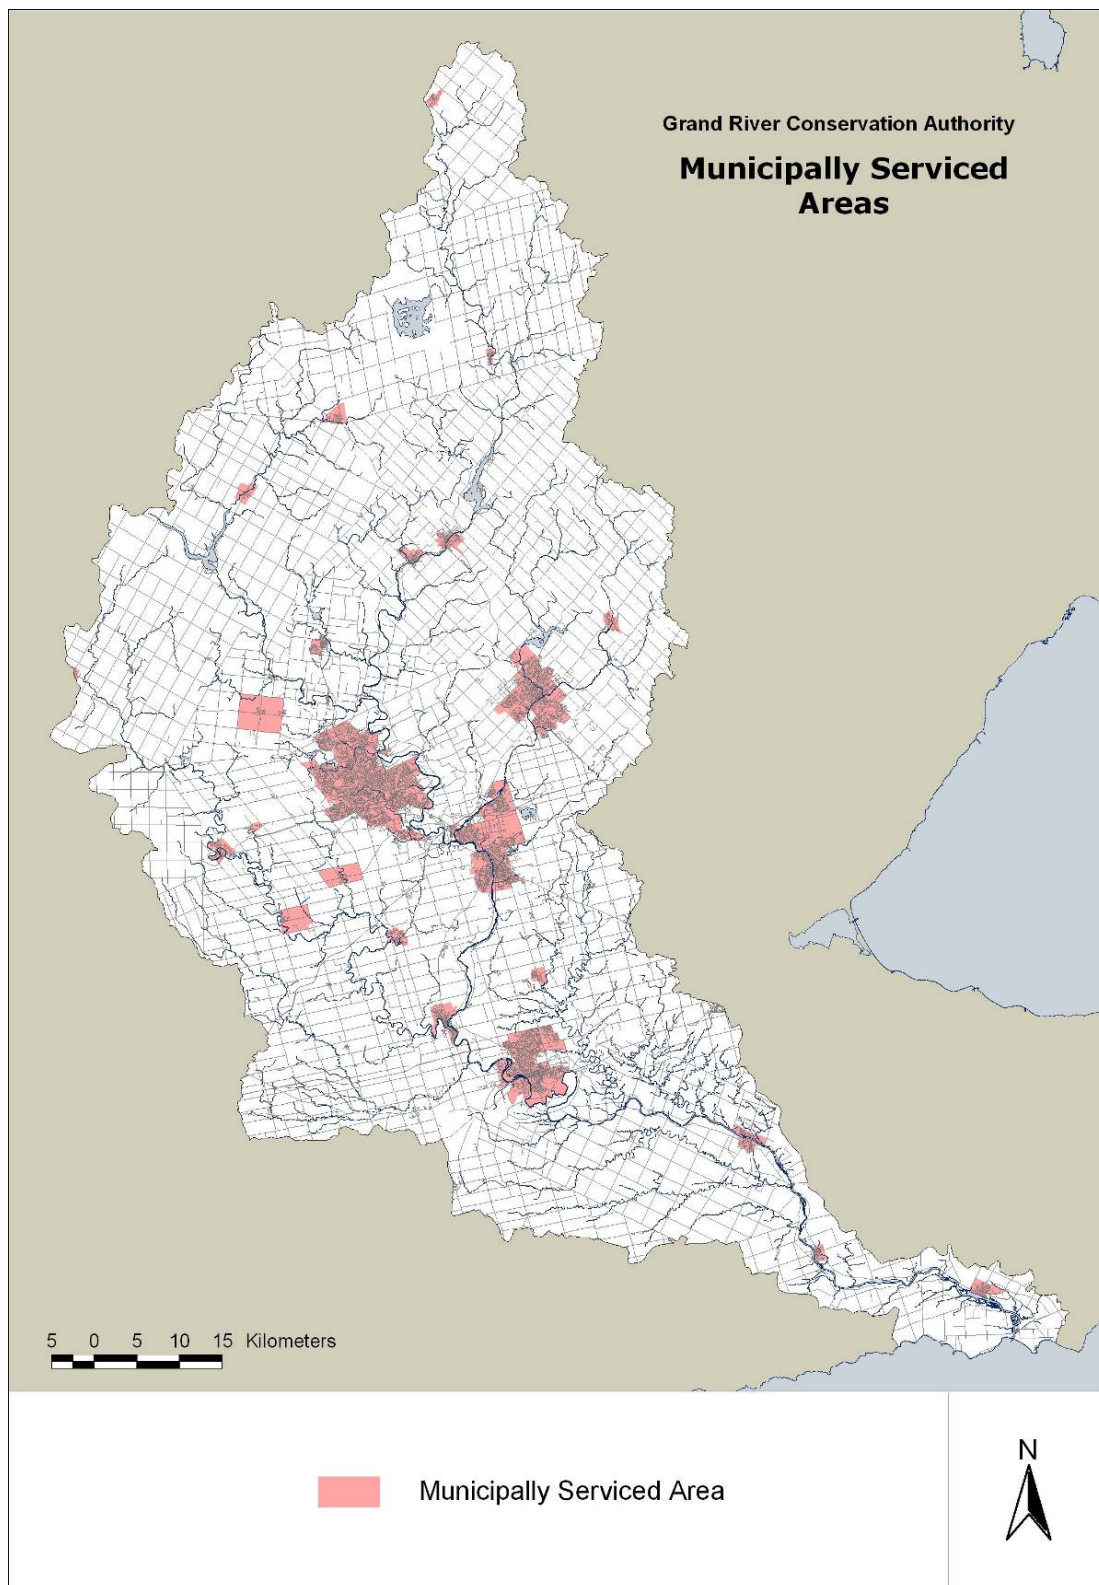 Grand River Conservation Authority
Municipally Serviced
Areas
5 0 5 10 15 Kilometers
Municipally Serviced Area
N